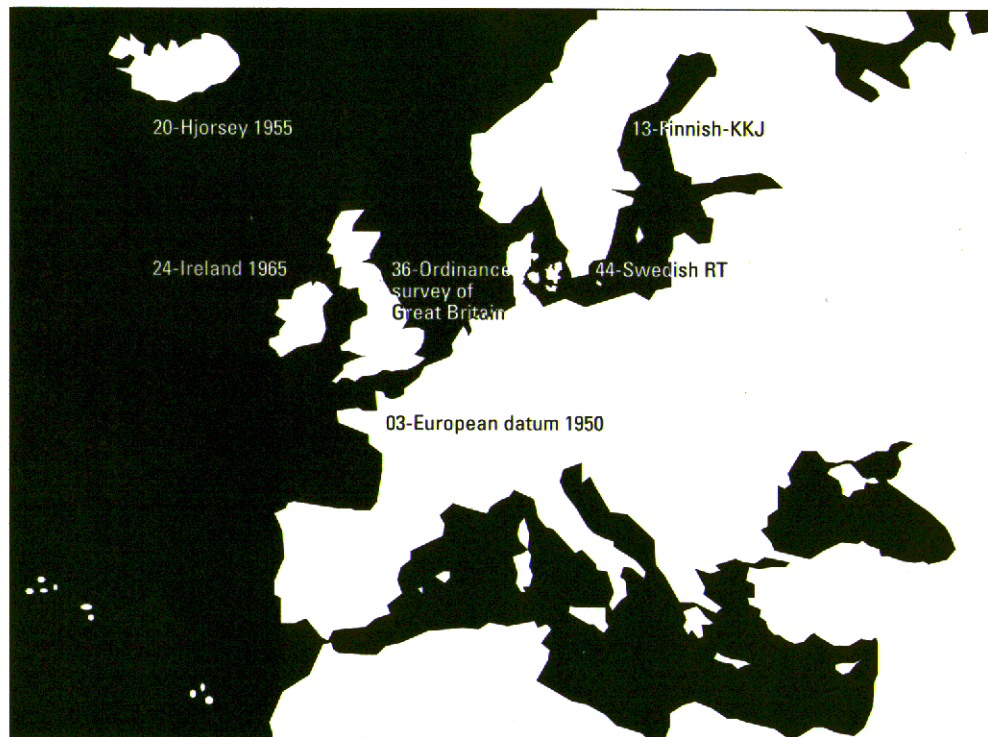 20-Hjorsey 1955
13-Finnish-KKJ
24-Ireland 1965
36-Ordinance
survey of
Great Britain
44-Swedish RT
03-European datum 1950